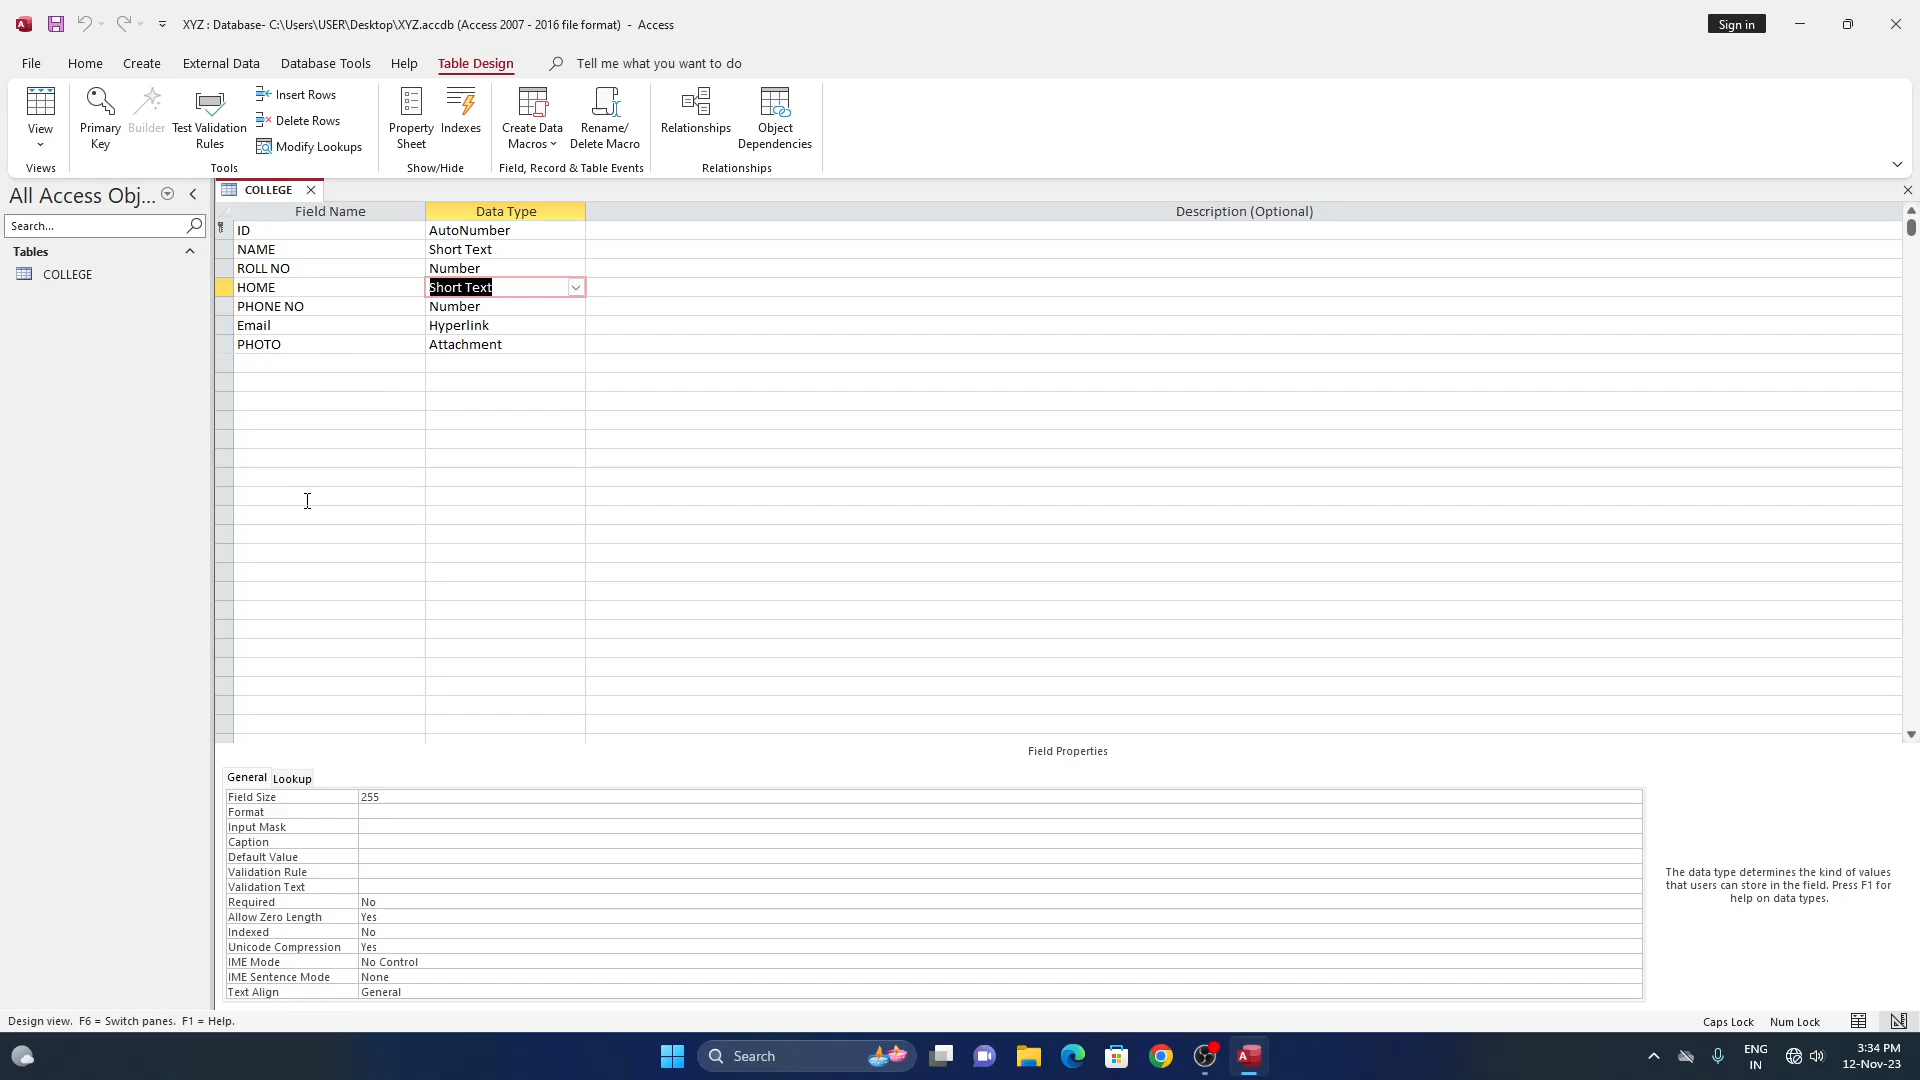 XYZ : Database- C:\Users\USER\Desktop\XYZ.accdb (Access 2007 - 2016 file format) - Access
Sign in
File Home Create External Data Database Tools Help Table Design Tell me what you want to do
View
Primary Key
Builder
Test Validation Rules
Insert Rows
Delete Rows
Modify Lookups
Property Sheet
Indexes
Create Data Macros
Rename/ Delete Macro
Relationships
Object Dependencies
Views Tools Show/Hide Field, Record & Table Events Relationships
All Access Obj...
Search...
Tables
COLLEGE
COLLEGE
Field Name Data Type Description (Optional)
ID AutoNumber
NAME Short Text
ROLL NO Number
HOME Short Text
PHONE NO Number
Email Hyperlink
PHOTO Attachment
Field Properties
General Lookup
Field Size 255
Format
Input Mask
Caption
Default Value
Validation Rule
Validation Text
Required No
Allow Zero Length Yes
Indexed No
Unicode Compression Yes
IME Mode No Control
IME Sentence Mode None
Text Align General
The data type determines the kind of values
that users can store in the field. Press F1 for
help on data types.
Design view. F6 = Switch panes. F1 = Help.
Caps Lock Num Lock
Search
ENG
IN
3:34 PM
12-Nov-23